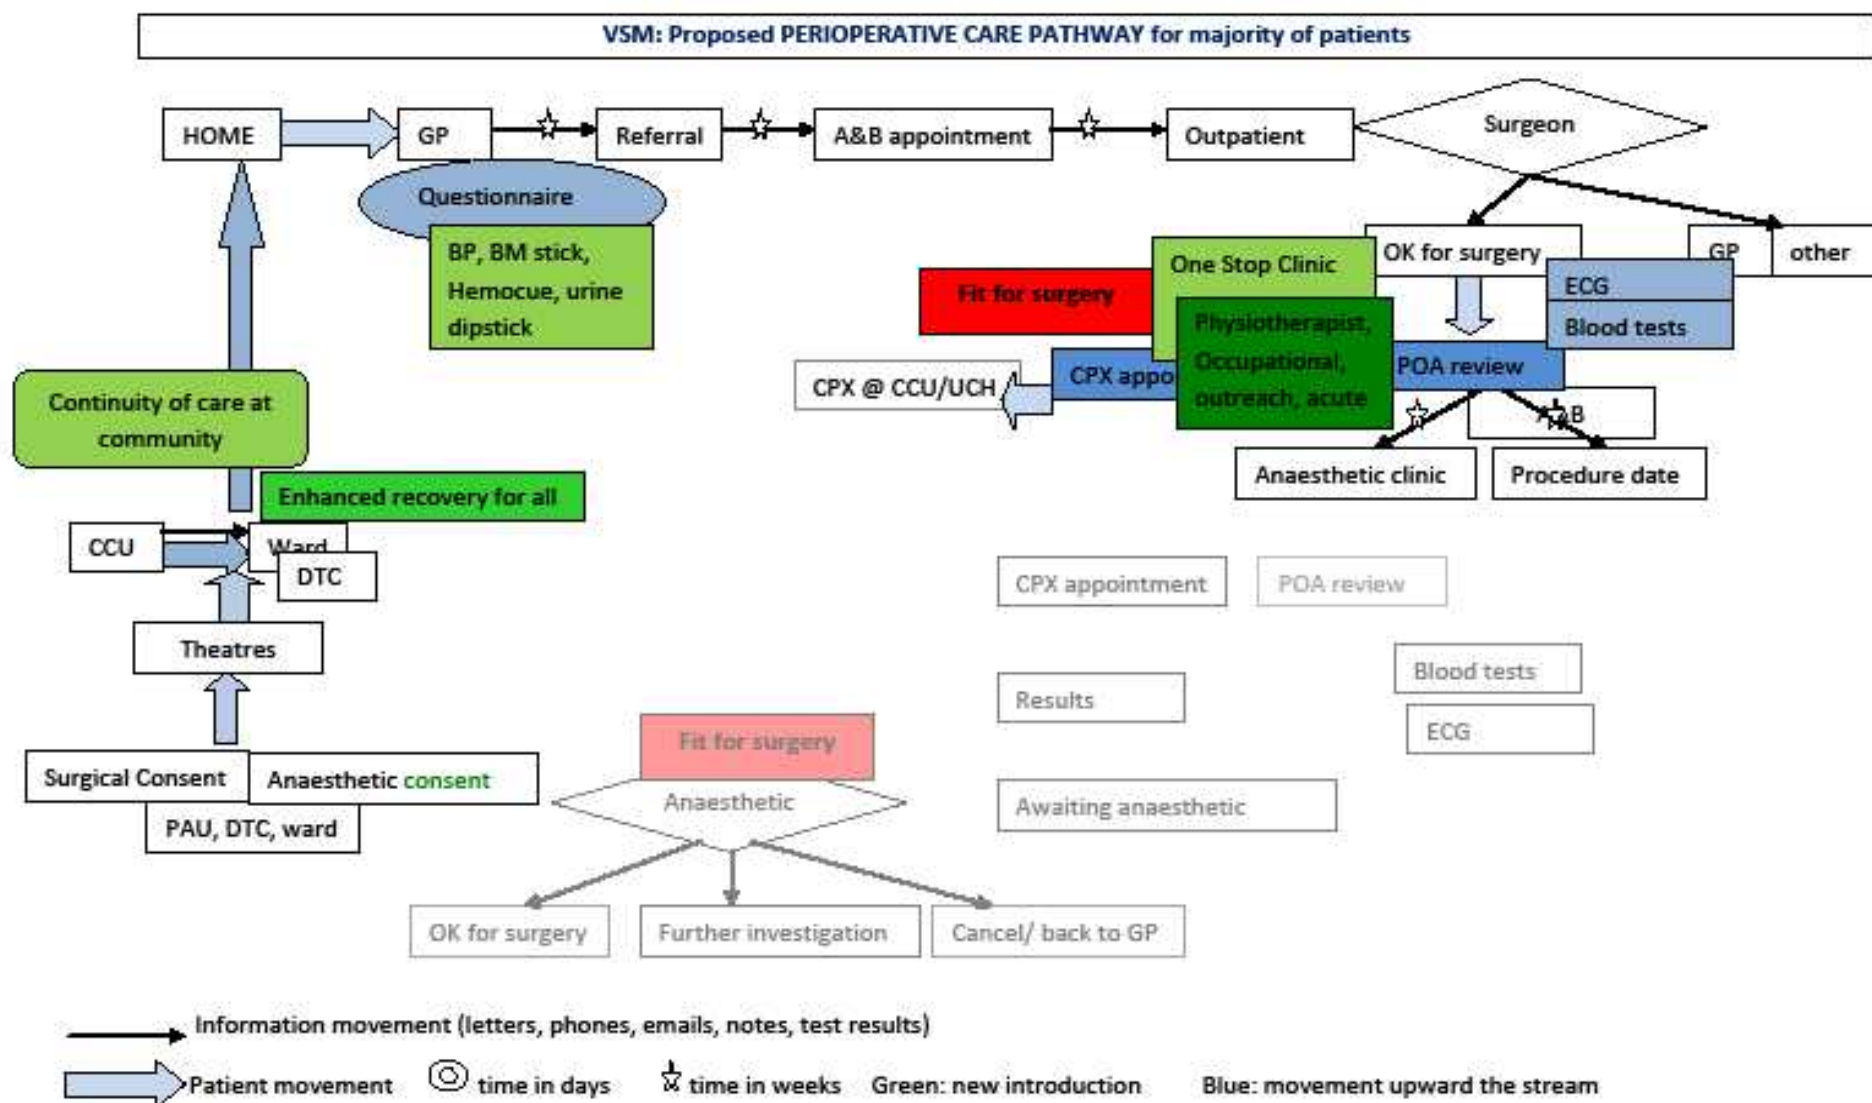 VSM: Proposed PERIOPERATIVE CARE PATHWAY for majority of patients
HOME
GP
Referral
A&B appointment
Outpatient
Surgeon
Questionnaire
BP, BM stick,
Hemocue, urine
dipstick
OK for surgery
GP
other
One Stop Clinic
Fit for surgery
ECG
Blood tests
Physiotherapist,
Occupational,
outreach, acute
CPX @ CCU/UCH
CPX appo
POA review
Anaesthetic clinic
Procedure date
Continuity of care at
community
Enhanced recovery for all
CCU
Ward
DTC
Theatres
CPX appointment
POA review
Blood tests
Results
ECG
Fit for surgery
Anaesthetic
Awaiting anaesthetic
Surgical Consent
Anaesthetic consent
PAU, DTC, ward
OK for surgery
Further investigation
Cancel/ back to GP
Information movement (letters, phones, emails, notes, test results)
Patient movement
time in days
time in weeks
Green: new introduction
Blue: movement upward the stream